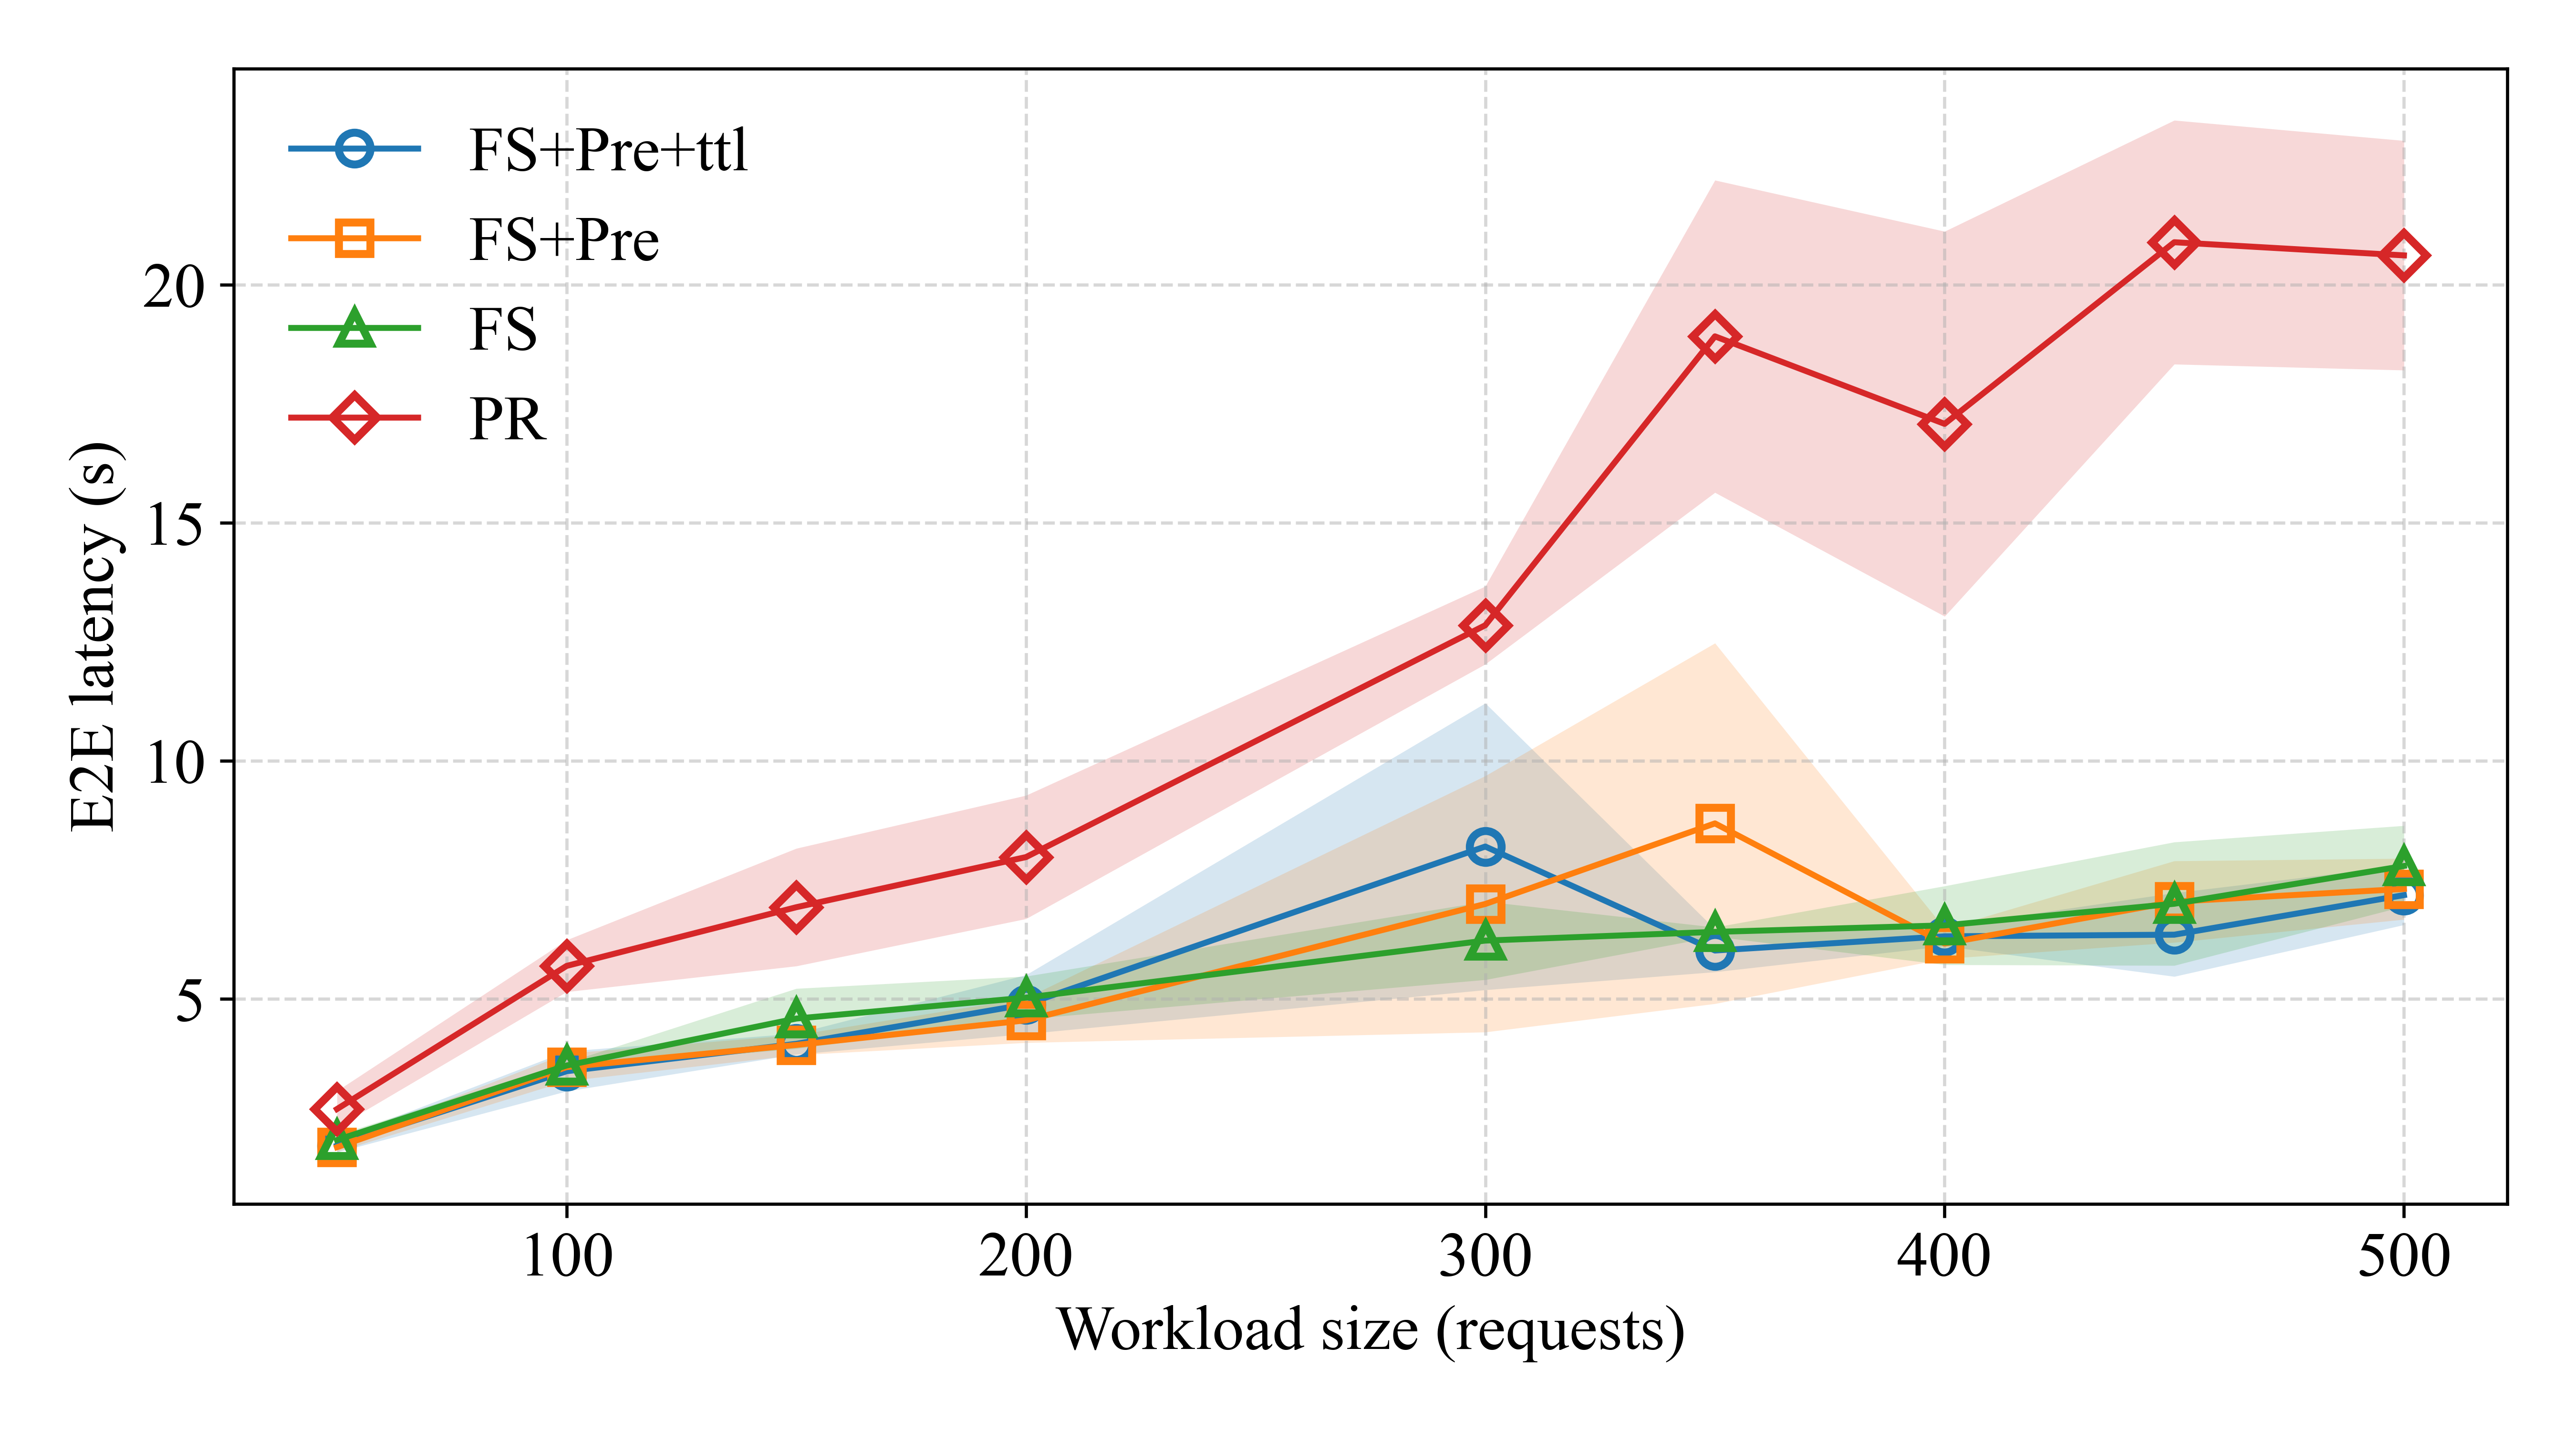 FS+Pre+ttl
FS+Pre
FS
PR
E2E latency (s)
20
15
10
5
100 200 300 400 500
Workload size (requests)